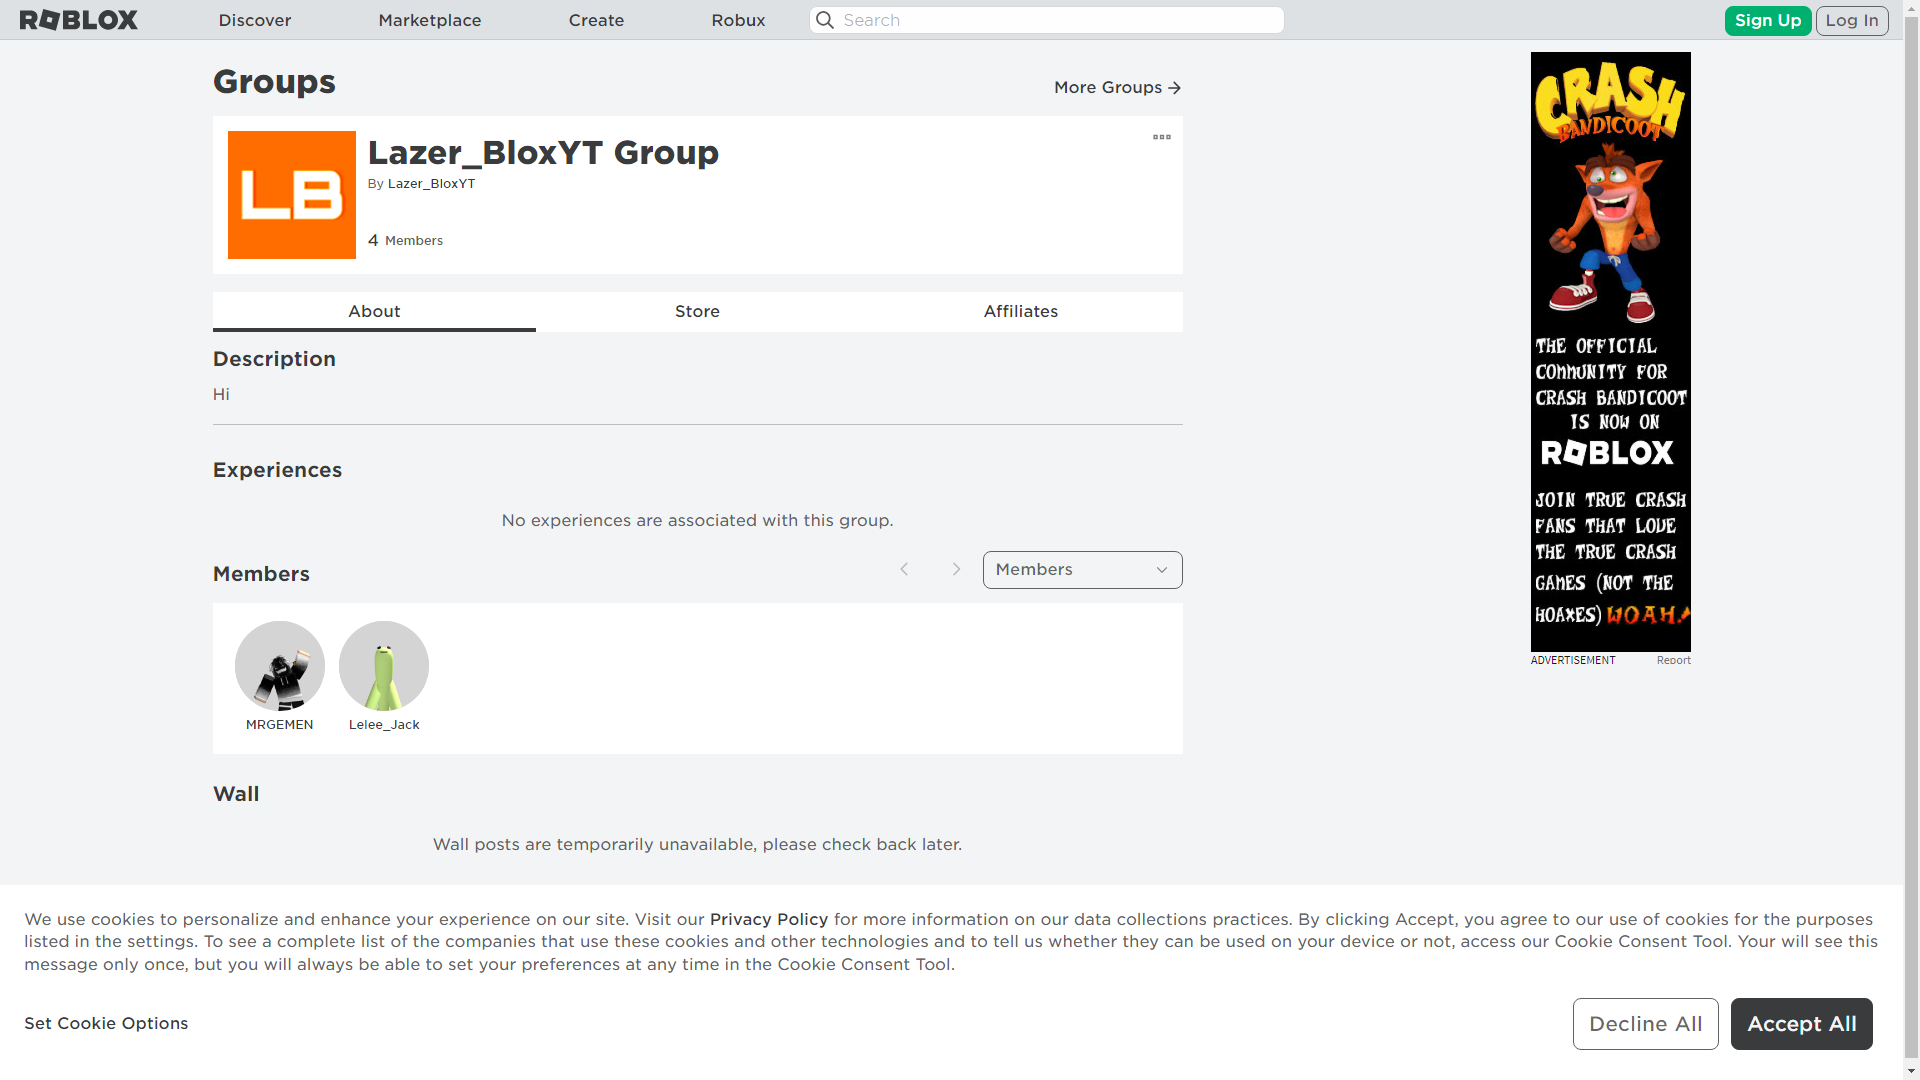 ROBLOX
Discover
Marketplace
Create
Robux
Search
Sign Up
Log In
Groups
More Groups
LB
Lazer_BloxYT Group
By Lazer_BloxYT
4 Members
About
Store
Affiliates
Description
Hi
Experiences
No experiences are associated with this group.
Members
Members
MRGEMEN
Lelee_Jack
Wall
Wall posts are temporarily unavailable, please check back later.
CRASH
BANDICOOT
THE OFFICIAL
COMMUNITY FOR
CRASH BANDICOOT
IS NOW ON
ROBLOX
JOIN TRUE CRASH
FANS THAT LOVE
THE TRUE CRASH
GAMES (NOT THE
HOAXES) WOAH!
ADVERTISEMENT
Report
We use cookies to personalize and enhance your experience on our site. Visit our Privacy Policy for more information on our data collections practices. By clicking Accept, you agree to our use of cookies for the purposes
listed in the settings. To see a complete list of the companies that use these cookies and other technologies and to tell us whether they can be used on your device or not, access our Cookie Consent Tool. Your will see this
message only once, but you will always be able to set your preferences at any time in the Cookie Consent Tool.
Set Cookie Options
Decline All
Accept All